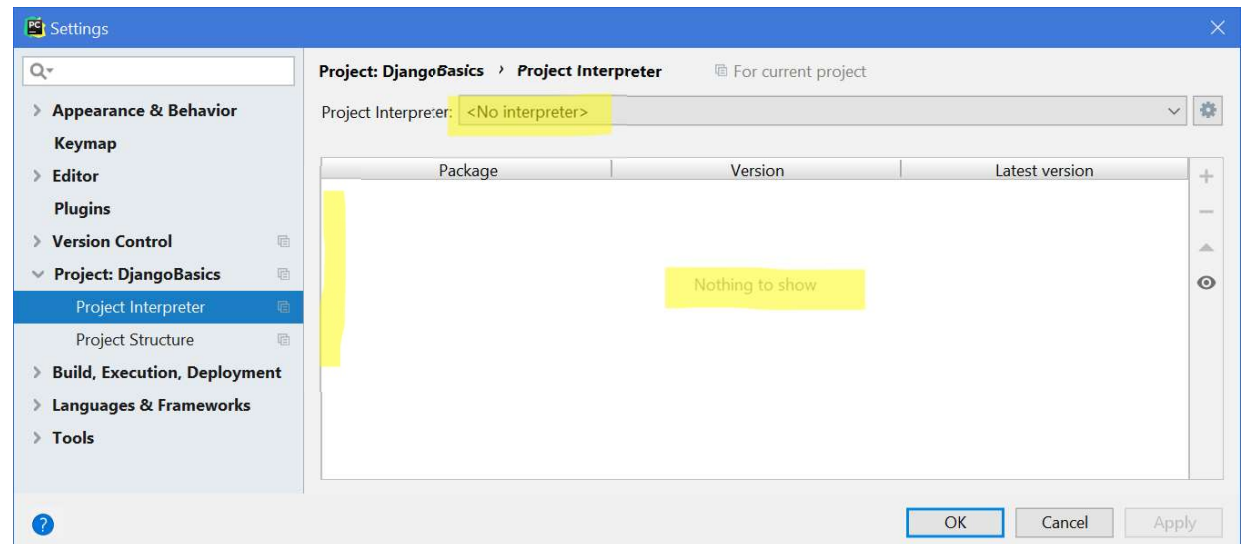 Settings
Project: DjangoBasics › Project Interpreter For current project
Appearance & Behavior
Project Interpreter: <No interpreter>
Keymap
Package Version Latest version
Editor
Plugins
Version Control
Project: DjangoBasics
Nothing to show
Project Interpreter
Project Structure
Build, Execution, Deployment
Languages & Frameworks
Tools
OK Cancel Apply